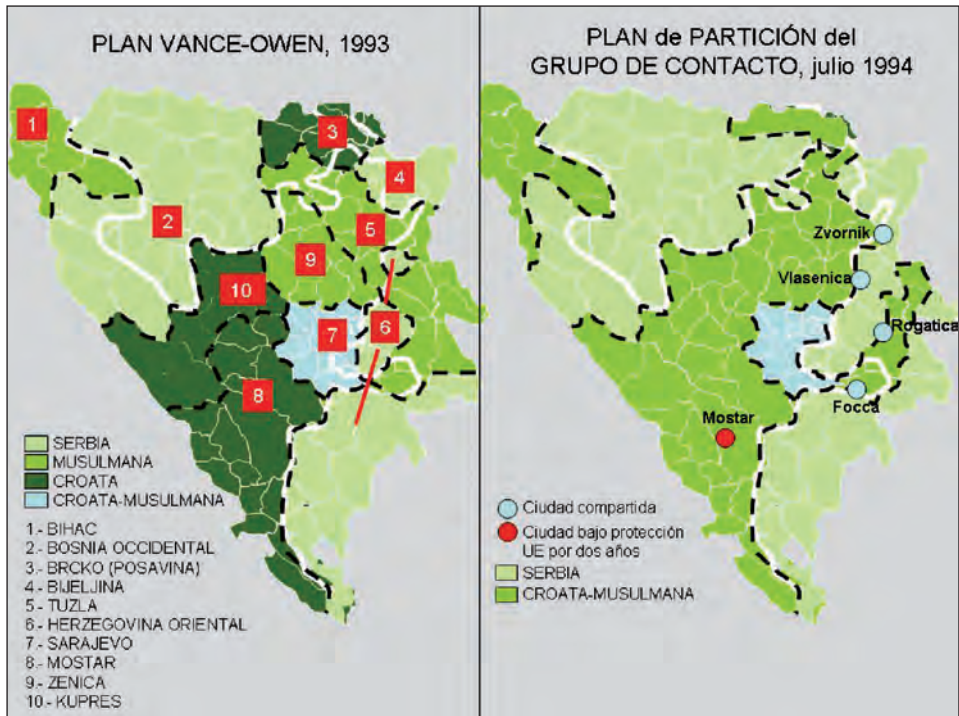 PLAN VANCE-OWEN, 1993
1
2
3
4
5
6
7
8
9
10
SERBIA
MUSULMANA
CROATA
CROATA-MUSULMANA
1.- BIHAC
2.- BOSNIA OCCIDENTAL
3.- BRCKO (POSAVINA)
4.- BIJELJINA
5.- TUZLA
6.- HERZEGOVINA ORIENTAL
7.- SARAJEVO
8.- MOSTAR
9.- ZENICA
10.- KUPRES
PLAN de PARTICIÓN del
GRUPO DE CONTACTO, julio 1994
Zvornik
Vlasenica
Rogatica
Focca
Mostar
Ciudad compartida
Ciudad bajo protección
UE por dos años
SERBIA
CROATA-MUSULMANA